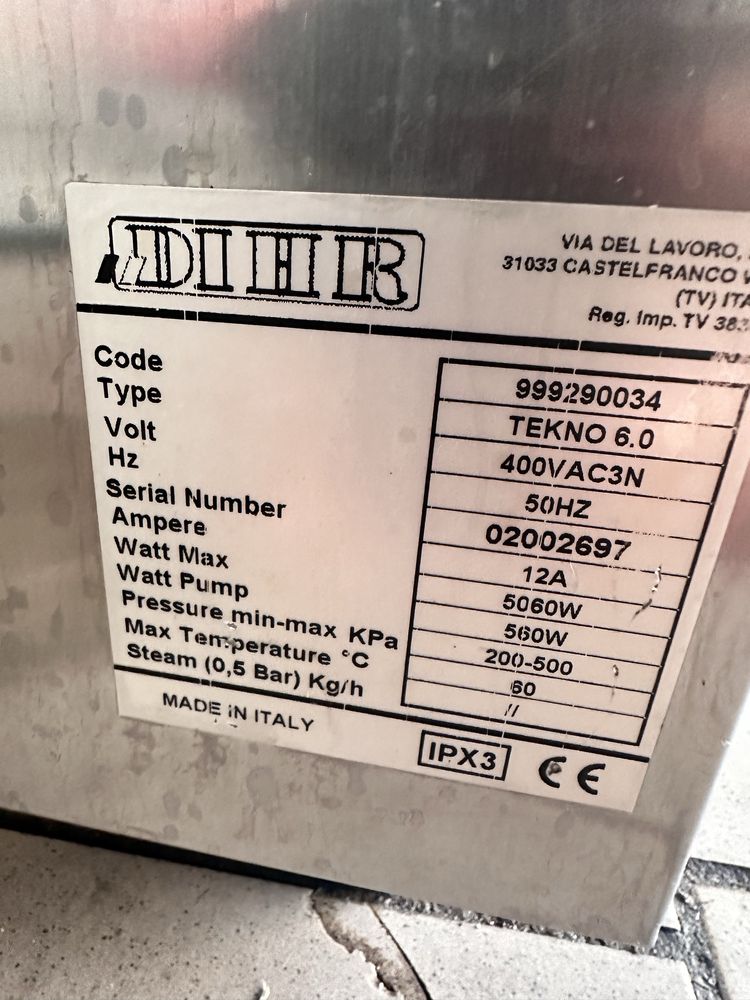 DIHR
VIA DEL LAVORO,
31033 CASTELFRANCO
(TV) ITA
Reg. Imp. TV 38
Code 999290034
Type TEKNO 6.0
Volt 400VAC3N
Hz 50HZ
Serial Number 02002697
Ampere 12A
Watt Max 5060W
Watt Pump 560W
Pressure min-max KPa 200-500
Max Temperature °C 60
Steam (0,5 Bar) Kg/h //
MADE IN ITALY
IPX3 CE